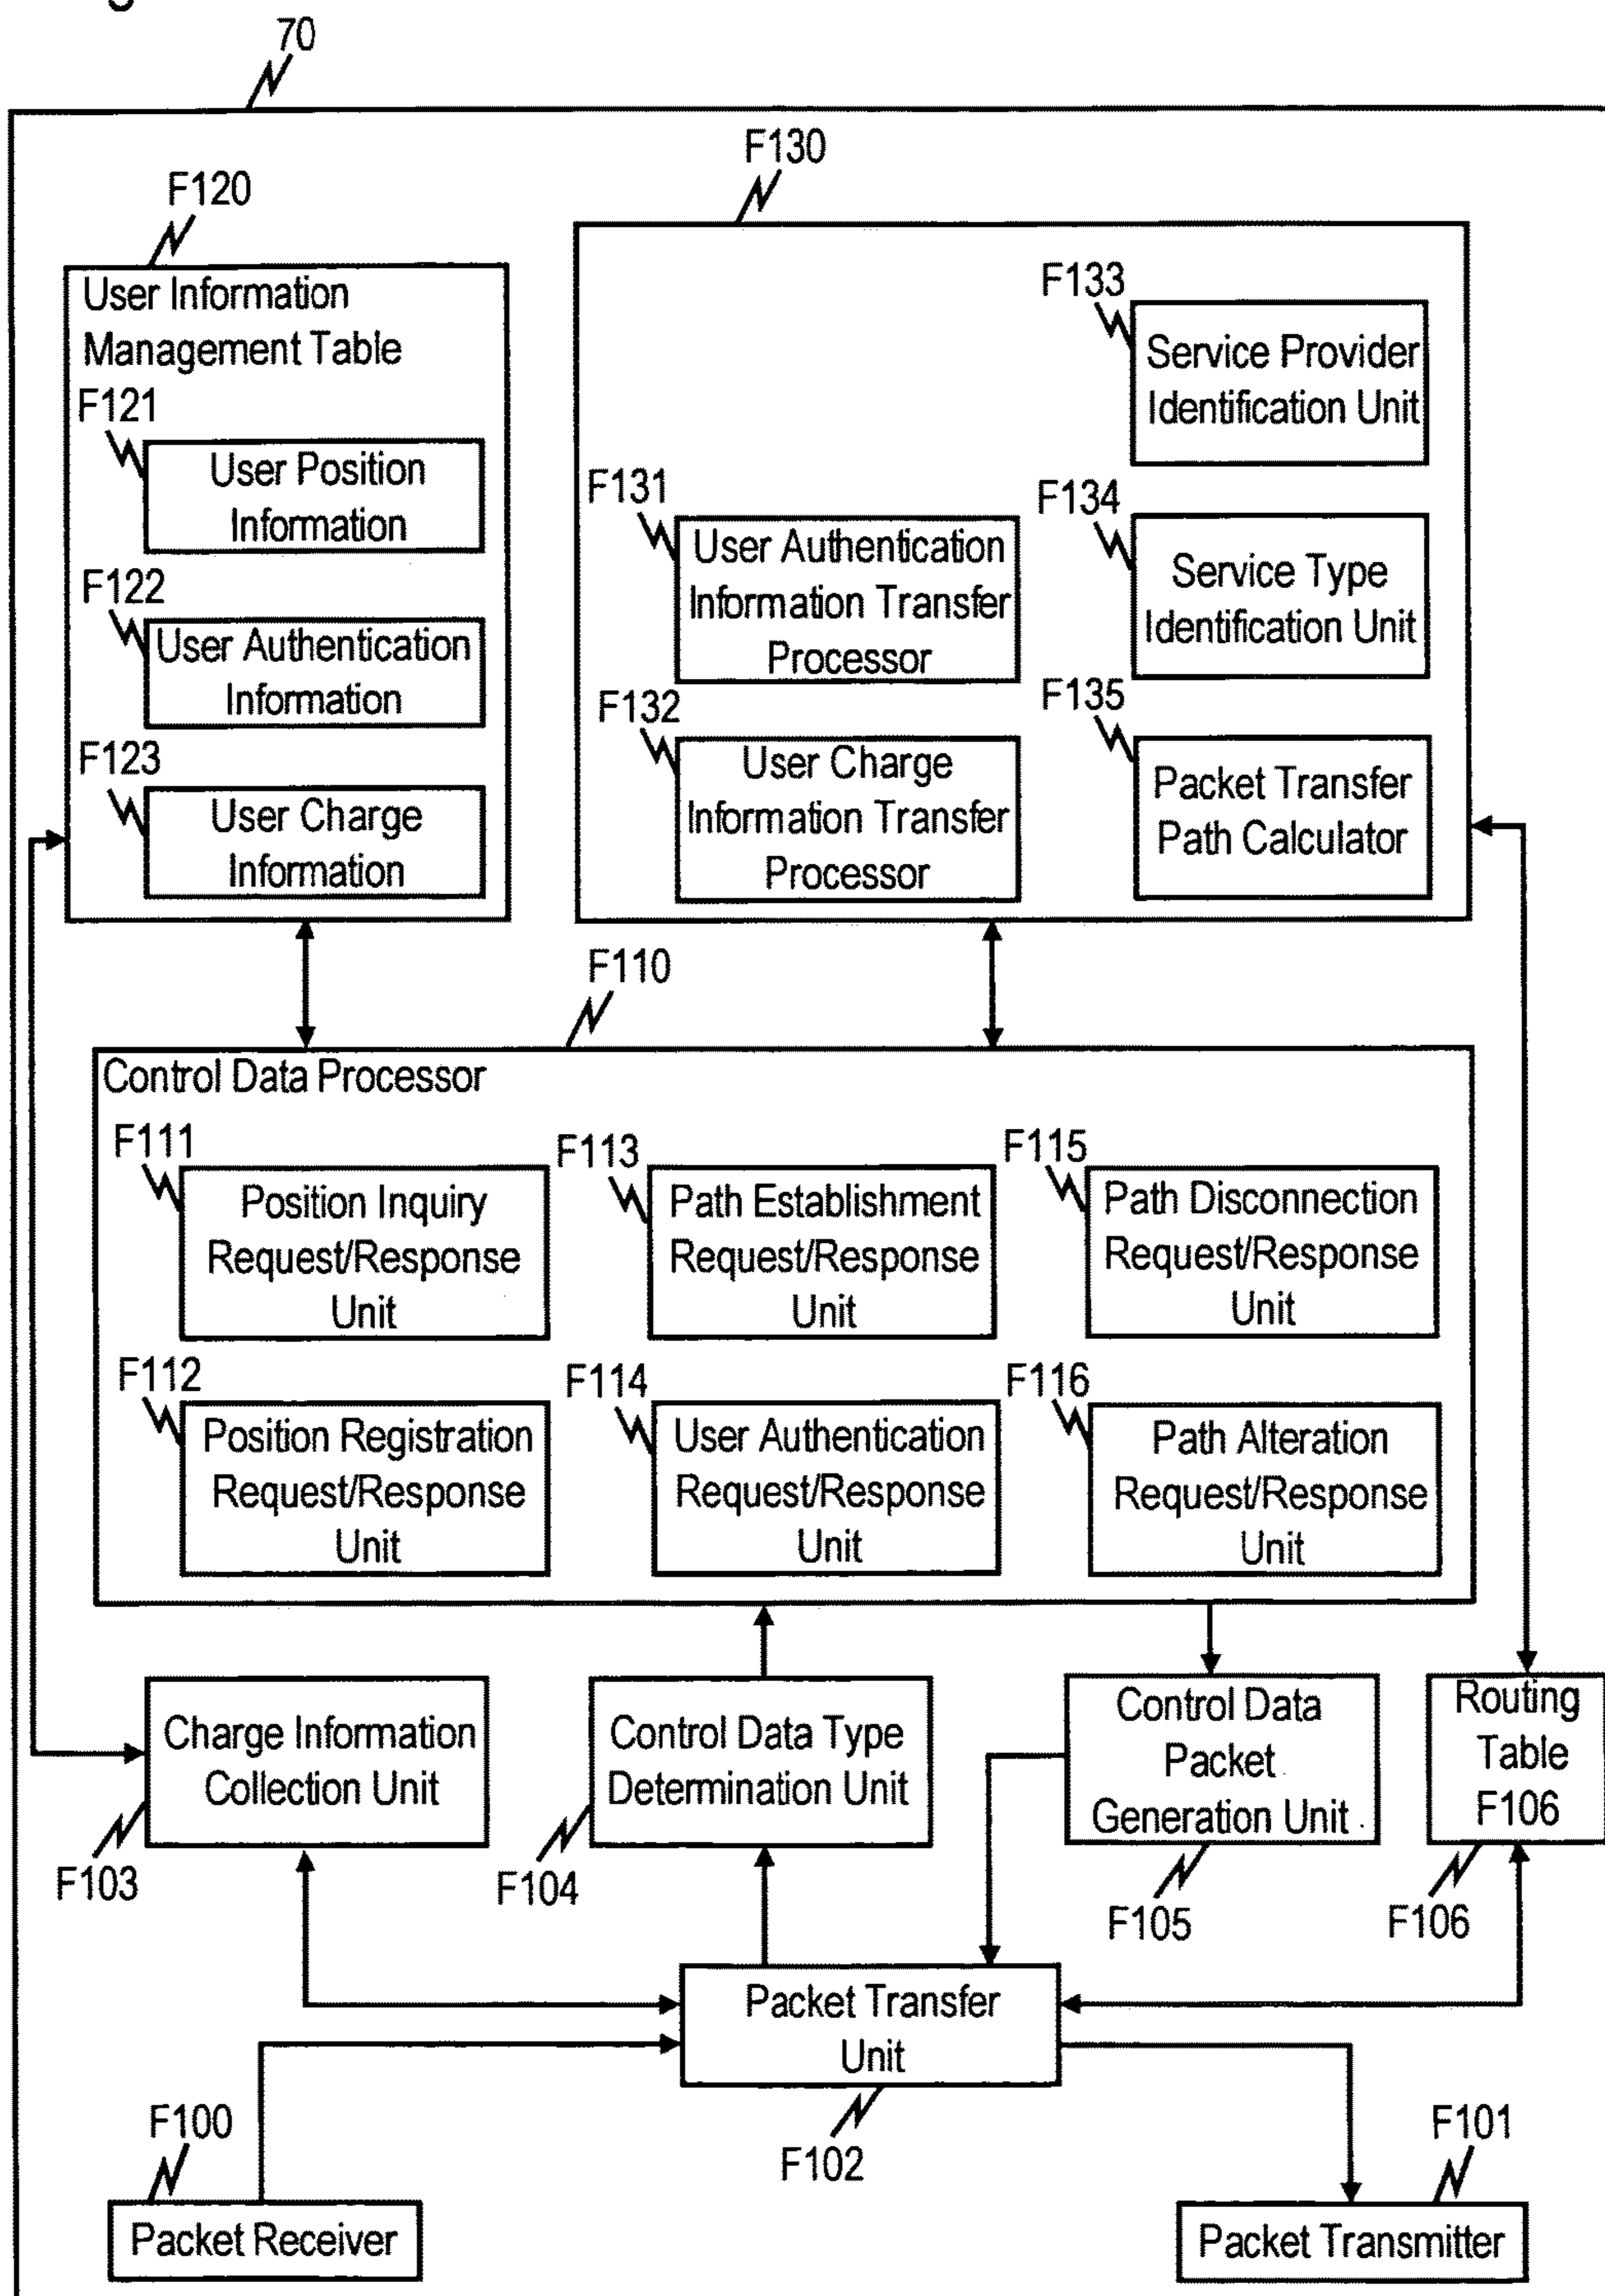 70
F120
F130
User Information
Management Table
F121
User Position
Information
F122
User Authentication
Information
F123
User Charge
Information
F133
Service Provider
Identification Unit
F131
User Authentication
Information Transfer
Processor
F134
Service Type
Identification Unit
F132
User Charge
Information Transfer
Processor
F135
Packet Transfer
Path Calculator
F110
Control Data Processor
F111
Position Inquiry
Request/Response
Unit
F113
Path Establishment
Request/Response
Unit
F115
Path Disconnection
Request/Response
Unit
F112
Position Registration
Request/Response
Unit
F114
User Authentication
Request/Response
Unit
F116
Path Alteration
Request/Response
Unit
Charge Information
Collection Unit
F103
Control Data Type
Determination Unit
F104
Control Data
Packet
Generation Unit
F105
Routing
Table
F106
F106
Packet Transfer
Unit
F102
F100
Packet Receiver
F101
Packet Transmitter